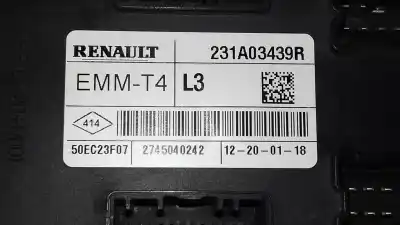 RENAULT 231A03439R
EMM-T4 L3
414
50EC23F07 2745040242 12-20-01-18